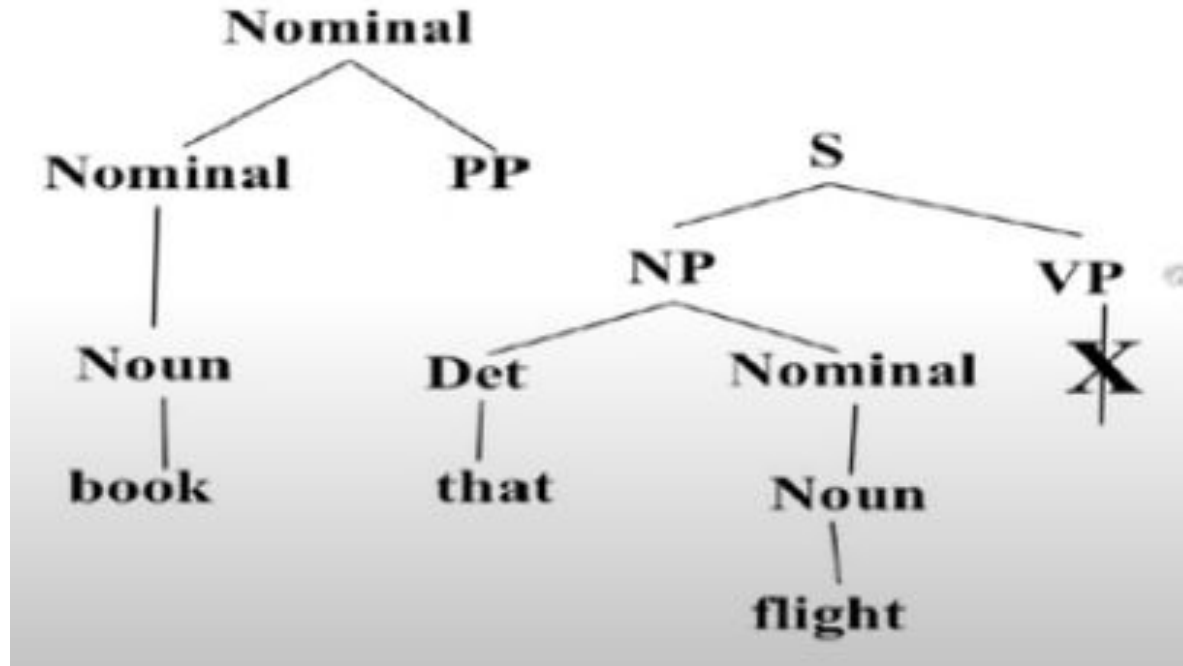 Nominal
Nominal PP
S
NP VP
Noun Det Nominal X
book that Noun
flight